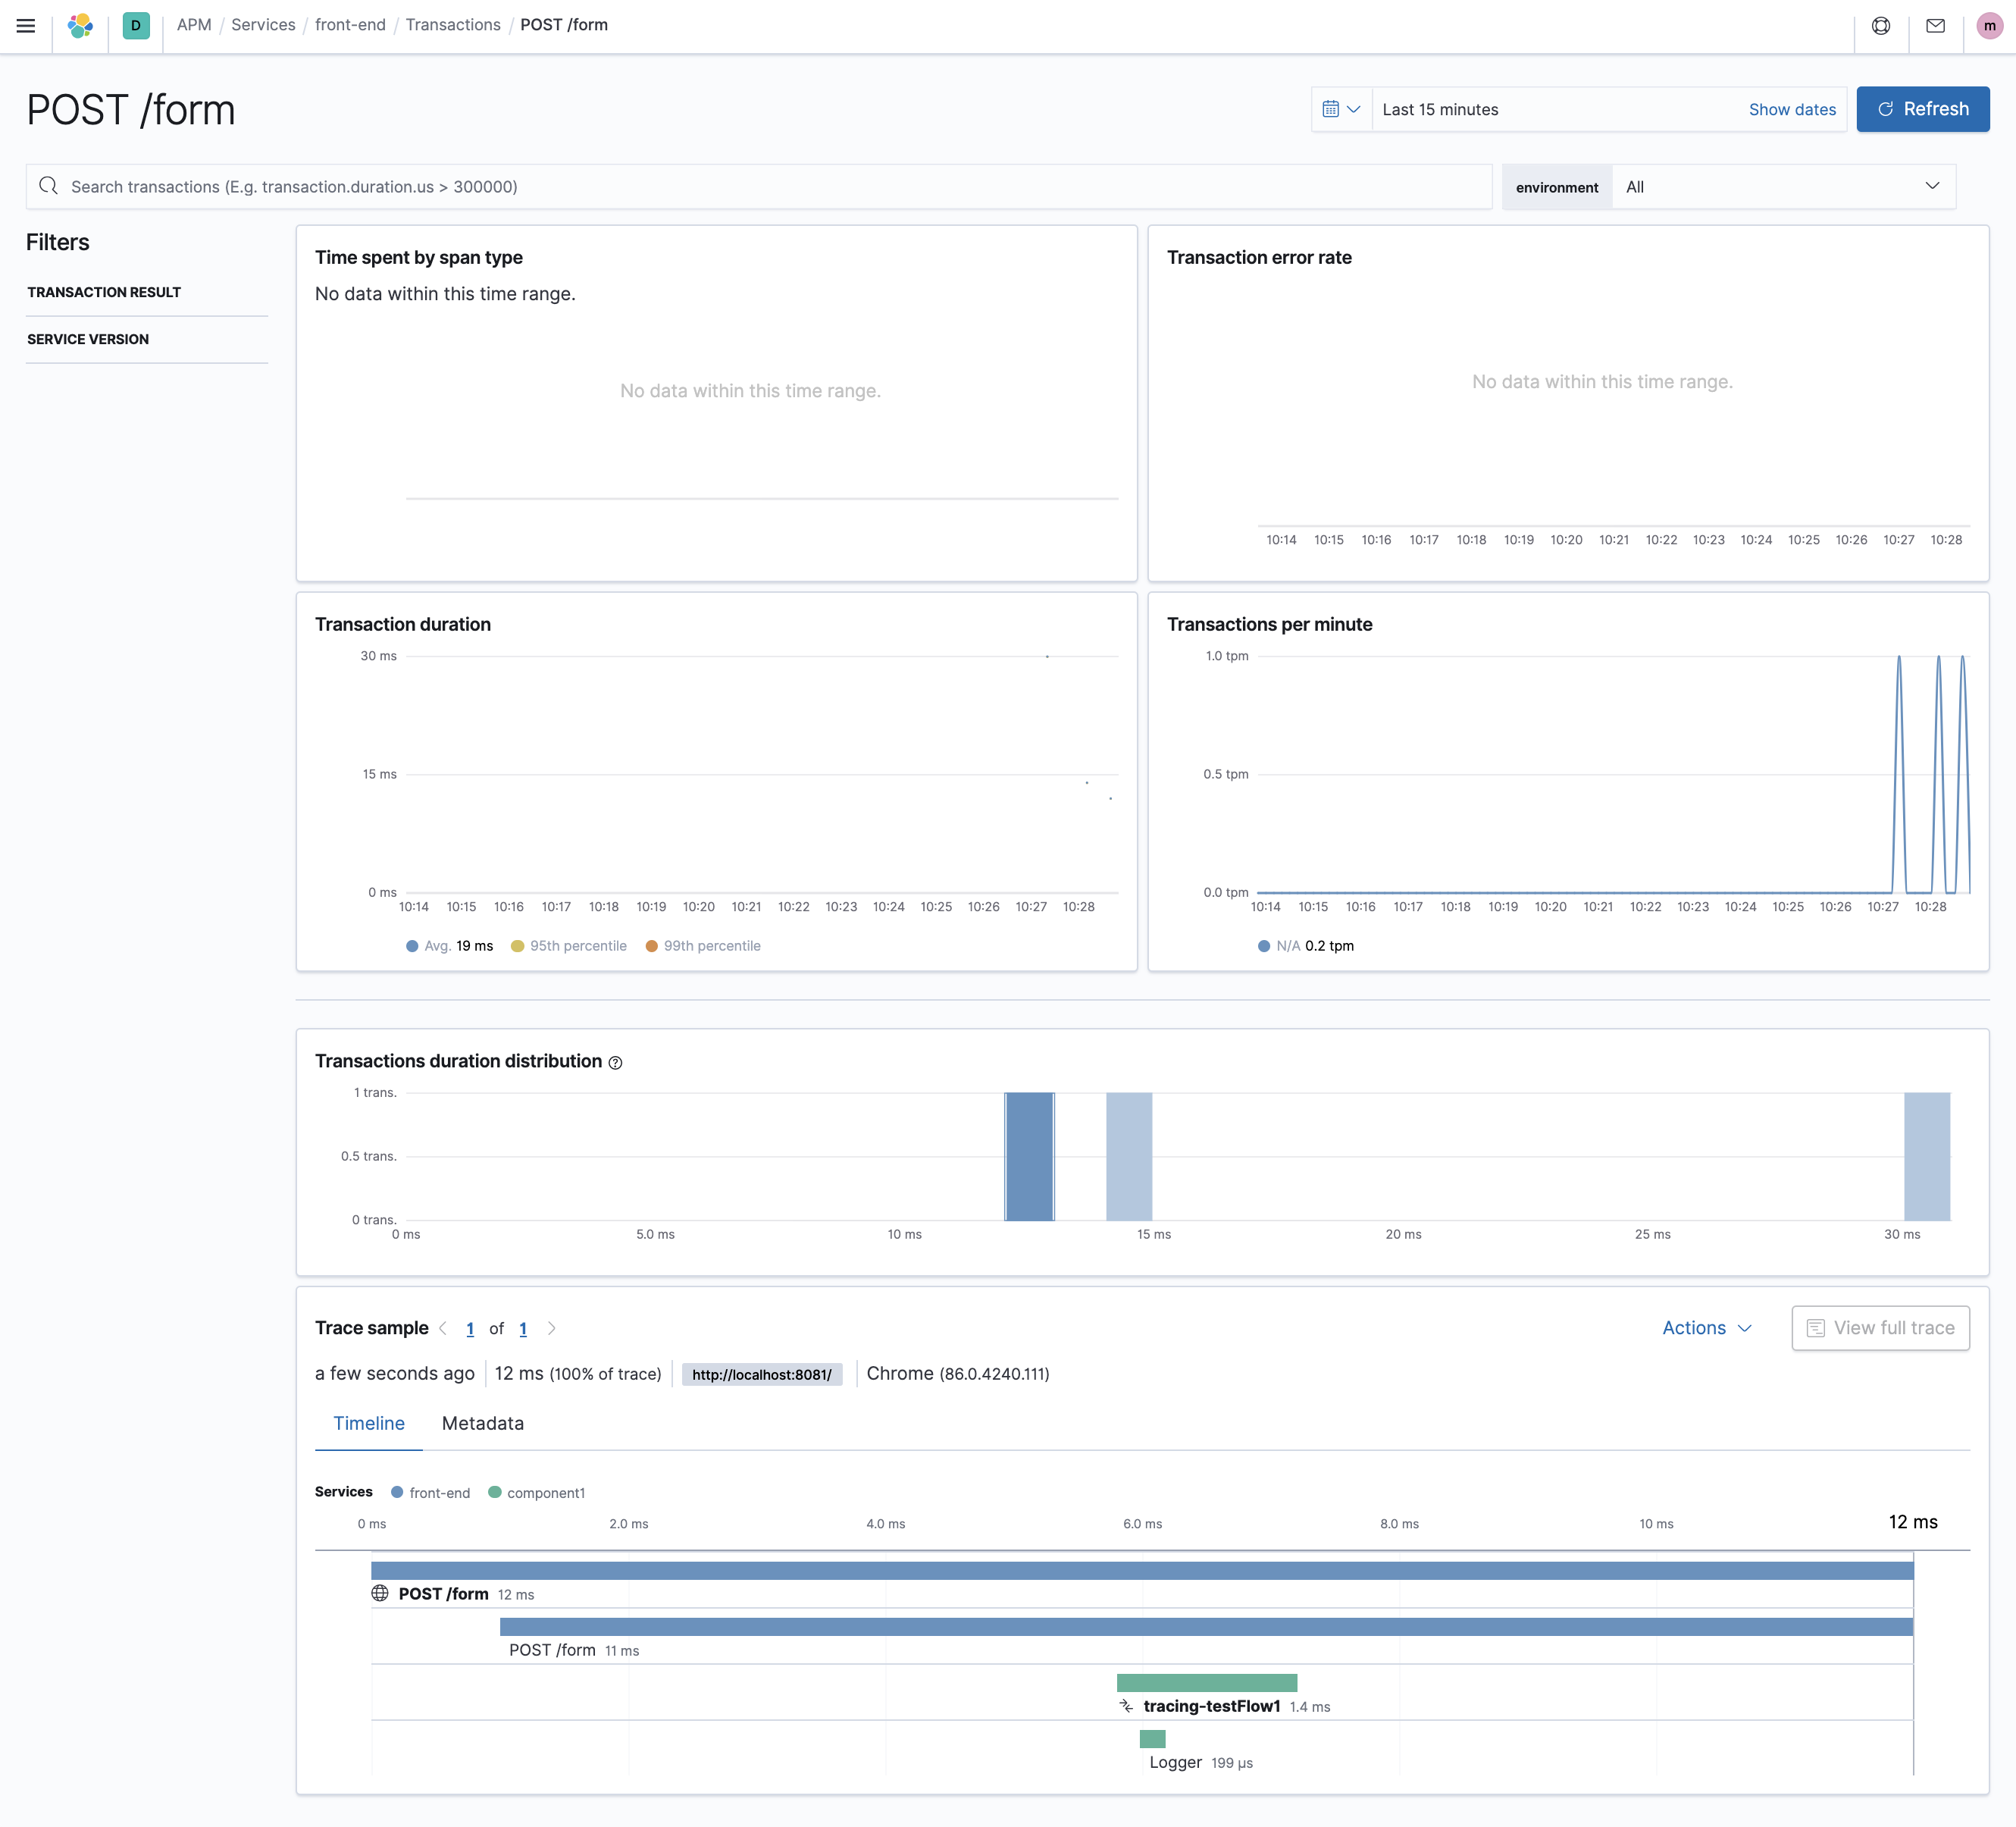 D APM / Services / front-end / Transactions / POST /form m
POST /form
Last 15 minutes Show dates Refresh
Search transactions (E.g. transaction.duration.us > 300000) environment All
Filters
TRANSACTION RESULT
SERVICE VERSION
Time spent by span type
No data within this time range.
No data within this time range.
Transaction error rate
No data within this time range.
10:14 10:15 10:16 10:17 10:18 10:19 10:20 10:21 10:22 10:23 10:24 10:25 10:26 10:27 10:28
Transaction duration
30 ms
15 ms
0 ms
10:14 10:15 10:16 10:17 10:18 10:19 10:20 10:21 10:22 10:23 10:24 10:25 10:26 10:27 10:28
Avg. 19 ms 95th percentile 99th percentile
Transactions per minute
1.0 tpm
0.5 tpm
0.0 tpm
10:14 10:15 10:16 10:17 10:18 10:19 10:20 10:21 10:22 10:23 10:24 10:25 10:26 10:27 10:28
N/A 0.2 tpm
Transactions duration distribution ?
1 trans.
0.5 trans.
0 trans.
0 ms 5.0 ms 10 ms 15 ms 20 ms 25 ms 30 ms
Trace sample 1 of 1 Actions View full trace
a few seconds ago 12 ms (100% of trace) http://localhost:8081/ Chrome (86.0.4240.111)
Timeline Metadata
Services front-end component1
0 ms 2.0 ms 4.0 ms 6.0 ms 8.0 ms 10 ms 12 ms
POST /form 12 ms
POST /form 11 ms
tracing-testFlow1 1.4 ms
Logger 199 μs